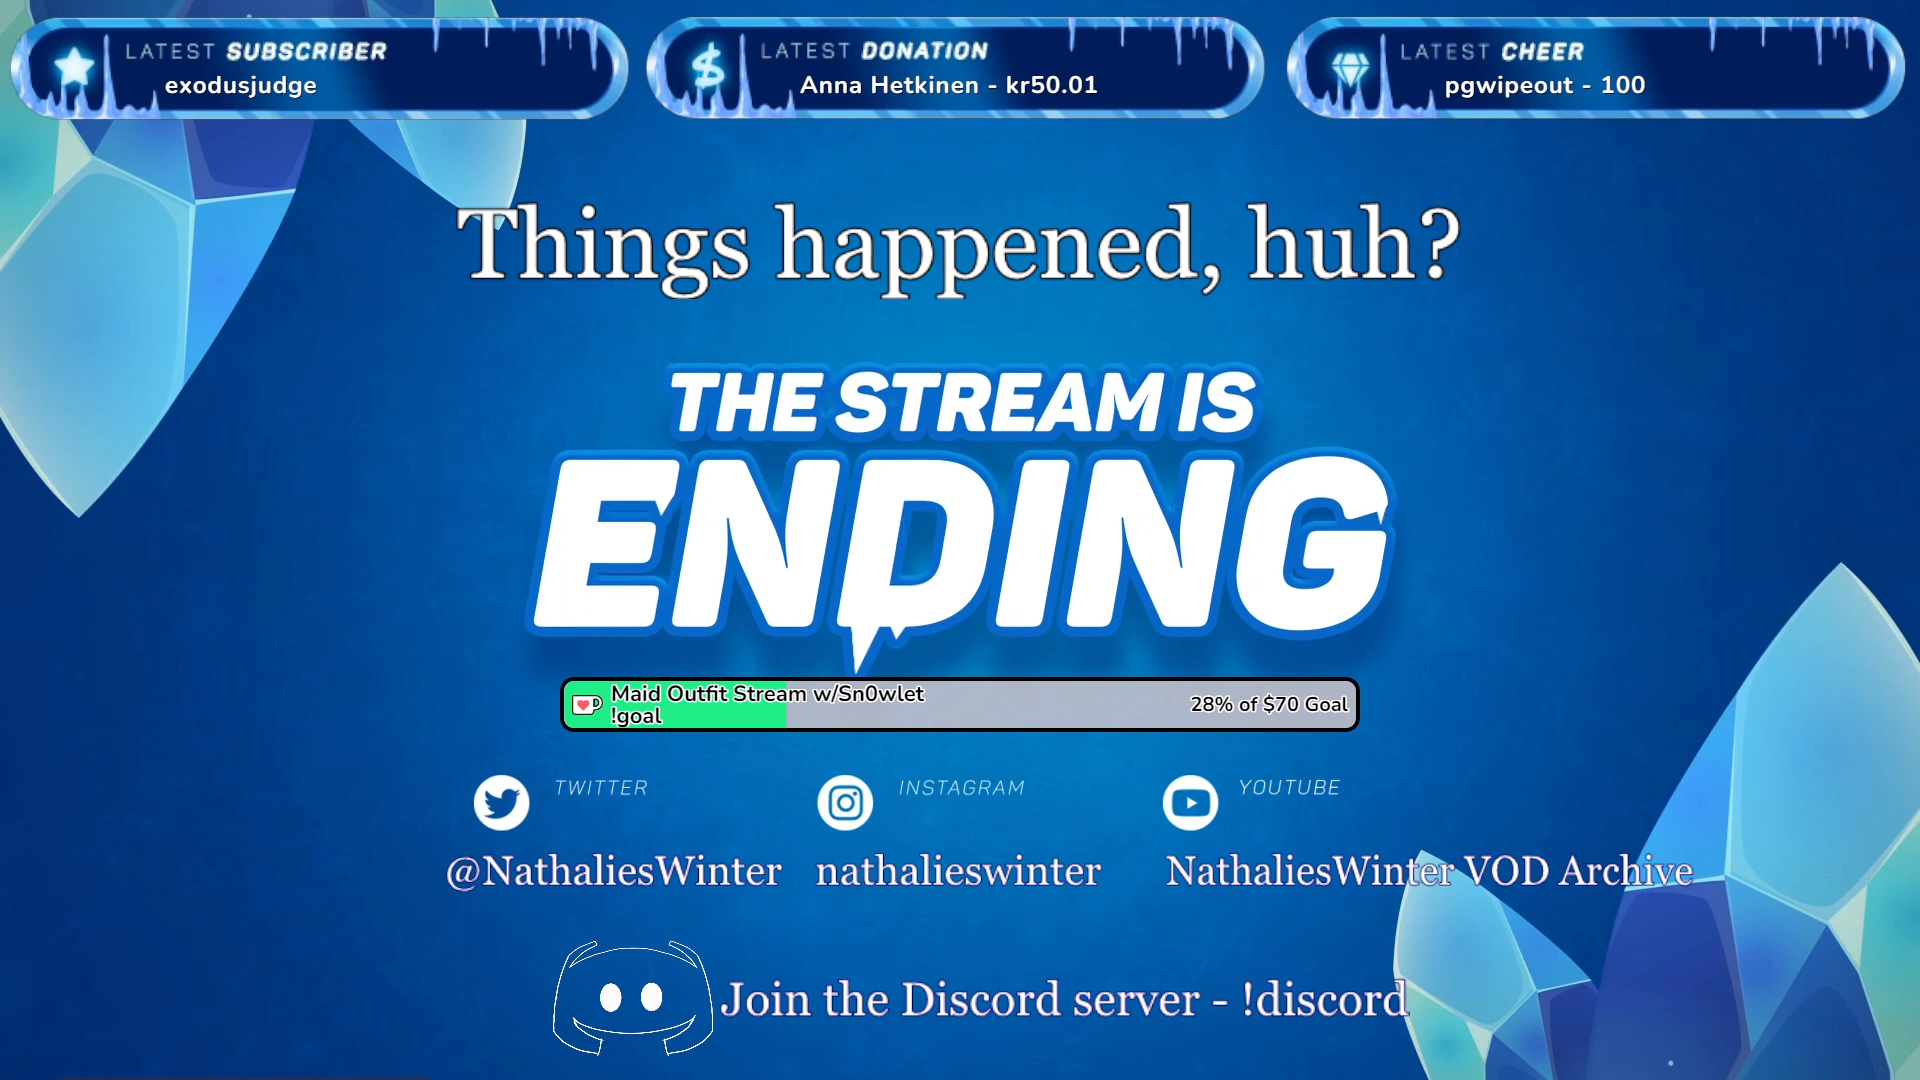 LATEST SUBSCRIBER
exodusjudge
LATEST DONATION
Anna Hetkinen - kr50.01
LATEST CHEER
pgwipeout - 100
Things happened, huh?
THE STREAM IS
ENDING
Maid Outfit Stream w/Sn0wlet
!goal
28% of $70 Goal
TWITTER
@NathaliesWinter
INSTAGRAM
nathalieswinter
YOUTUBE
NathaliesWinter VOD Archive
Join the Discord server - !discord